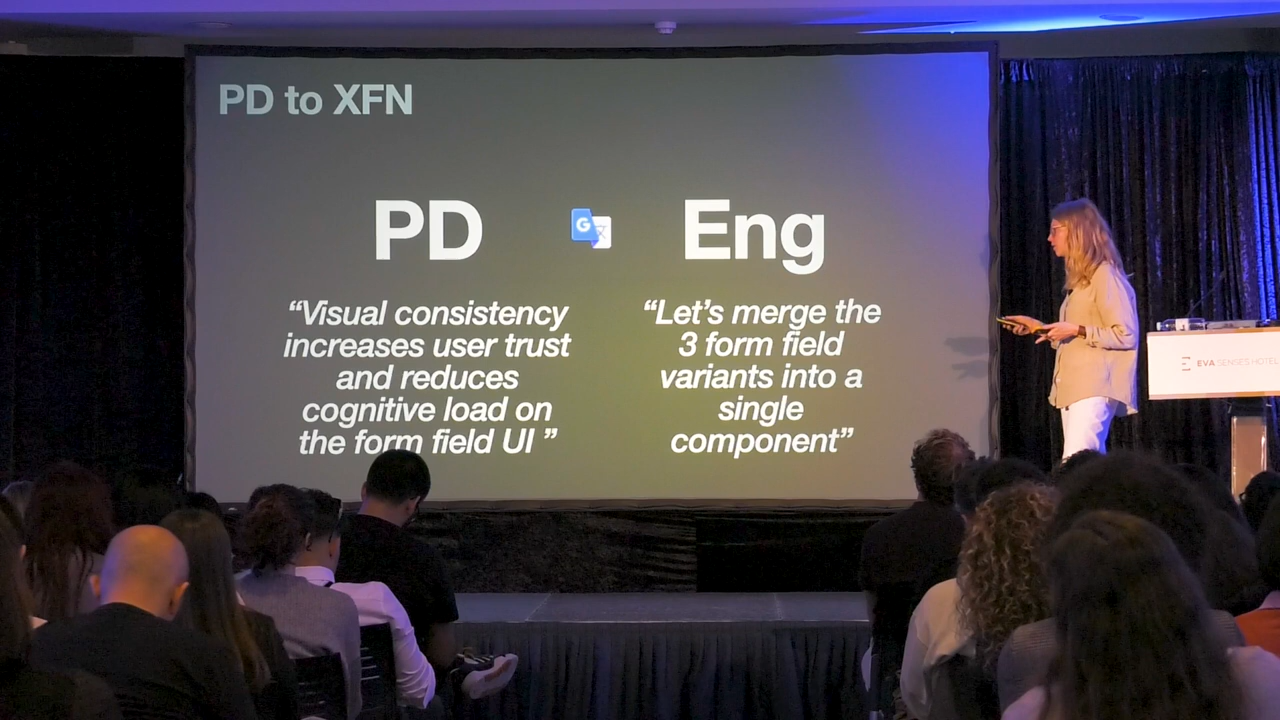 PD to XFN
PD
G
Eng
“Visual consistency
increases user trust
and reduces
cognitive load on
the form field UI ”
“Let’s merge the
3 form field
variants into a
single
component”
EVA SENSES HOTEL